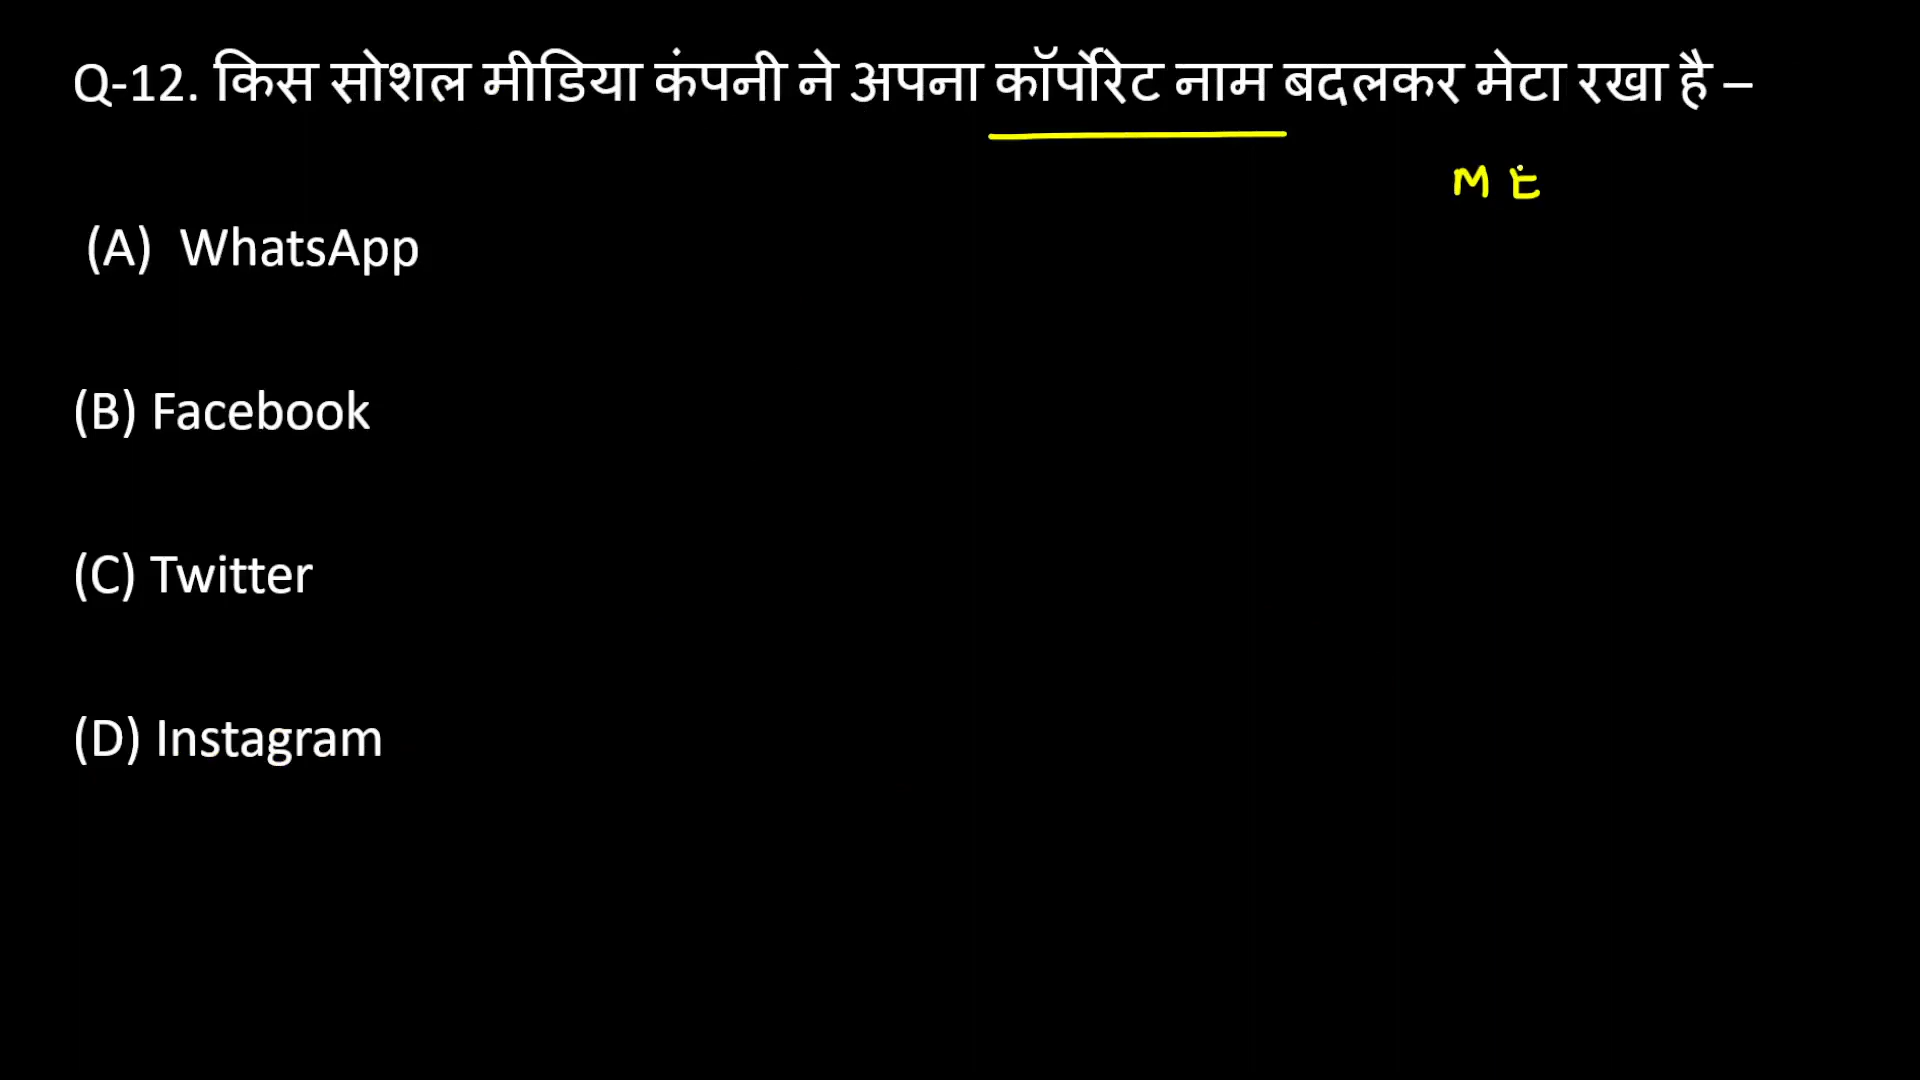 Q-12. किस सोशल मीडिया कंपनी ने अपना कॉर्पोरेट नाम बदलकर मेटा रखा है –
M E
(A) WhatsApp
(B) Facebook
(C) Twitter
(D) Instagram